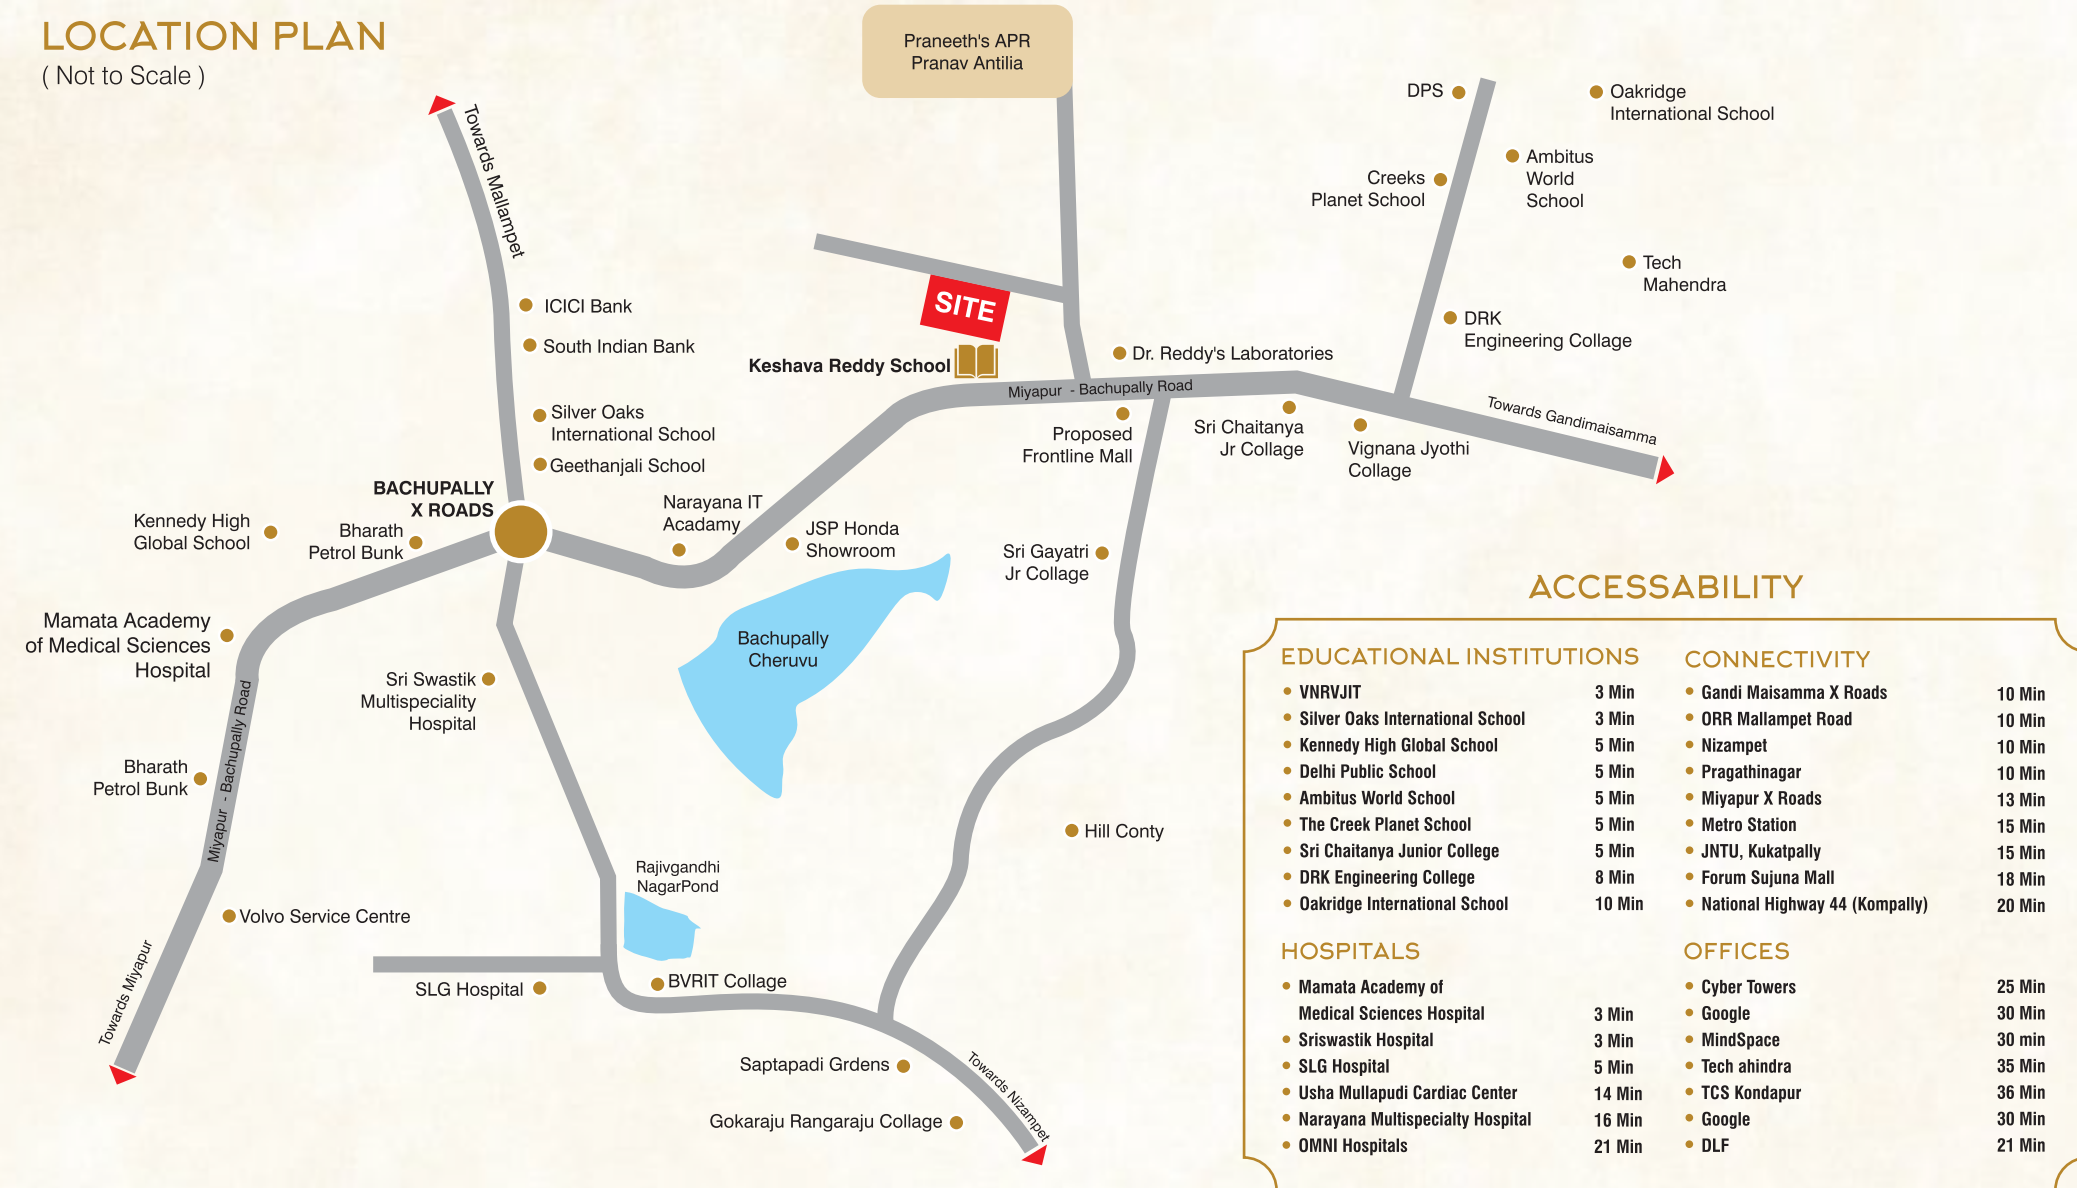 LOCATION PLAN
( Not to Scale )
Praneeth's APR
Pranav Antilia
Towards Mallampet
DPS
Oakridge
International School
Ambitus
World
School
Creeks
Planet School
Tech
Mahendra
DRK
Engineering Collage
ICICI Bank
South Indian Bank
SITE
Keshava Reddy School
Dr. Reddy's Laboratories
Miyapur - Bachupally Road
Towards Gandimaisamma
Silver Oaks
International School
Geethanjali School
Proposed
Frontline Mall
Sri Chaitanya
Jr Collage
Vignana Jyothi
Collage
BACHUPALLY
X ROADS
Kennedy High
Global School
Bharath
Petrol Bunk
Narayana IT
Acadamy
JSP Honda
Showroom
Sri Gayatri
Jr Collage
Mamata Academy
of Medical Sciences
Hospital
Bachupally
Cheruvu
Sri Swastik
Multispeciality
Hospital
Miyapur - Bachupally Road
Bharath
Petrol Bunk
Hill Conty
Rajivgandhi
NagarPond
Volvo Service Centre
Towards Miyapur
SLG Hospital
BVRIT Collage
Saptapadi Grdens
Gokaraju Rangaraju Collage
Towards Nizampet
ACCESSABILITY
EDUCATIONAL INSTITUTIONS
VNRVJIT 3 Min
Silver Oaks International School 3 Min
Kennedy High Global School 5 Min
Delhi Public School 5 Min
Ambitus World School 5 Min
The Creek Planet School 5 Min
Sri Chaitanya Junior College 5 Min
DRK Engineering College 8 Min
Oakridge International School 10 Min
CONNECTIVITY
Gandi Maisamma X Roads 10 Min
ORR Mallampet Road 10 Min
Nizampet 10 Min
Pragathinagar 10 Min
Miyapur X Roads 13 Min
Metro Station 15 Min
JNTU, Kukatpally 15 Min
Forum Sujuna Mall 18 Min
National Highway 44 (Kompally) 20 Min
HOSPITALS
Mamata Academy of
Medical Sciences Hospital 3 Min
Sriswastik Hospital 3 Min
SLG Hospital 5 Min
Usha Mullapudi Cardiac Center 14 Min
Narayana Multispecialty Hospital 16 Min
OMNI Hospitals 21 Min
OFFICES
Cyber Towers 25 Min
Google 30 Min
MindSpace 30 min
Tech ahindra 35 Min
TCS Kondapur 36 Min
Google 30 Min
DLF 21 Min